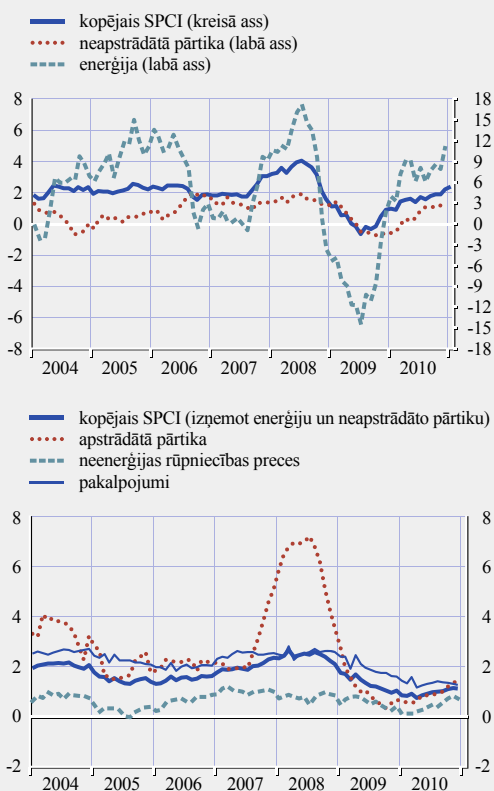 kopējais SPCI (kreisā ass)
neapstrādātā pārtika (labā ass)
enerģija (labā ass)
8 18
6 15
4 12
2 9
0 6
-2 3
-4 0
-6 -3
-8 -6
-9
-12
-15
-18
2004 2005 2006 2007 2008 2009 2010
kopējais SPCI (izņemot enerģiju un neapstrādāto pārtiku)
apstrādātā pārtika
neenerģijas rūpniecības preces
pakalpojumi
8 8
6 6
4 4
2 2
0 0
-2 -2
2004 2005 2006 2007 2008 2009 2010